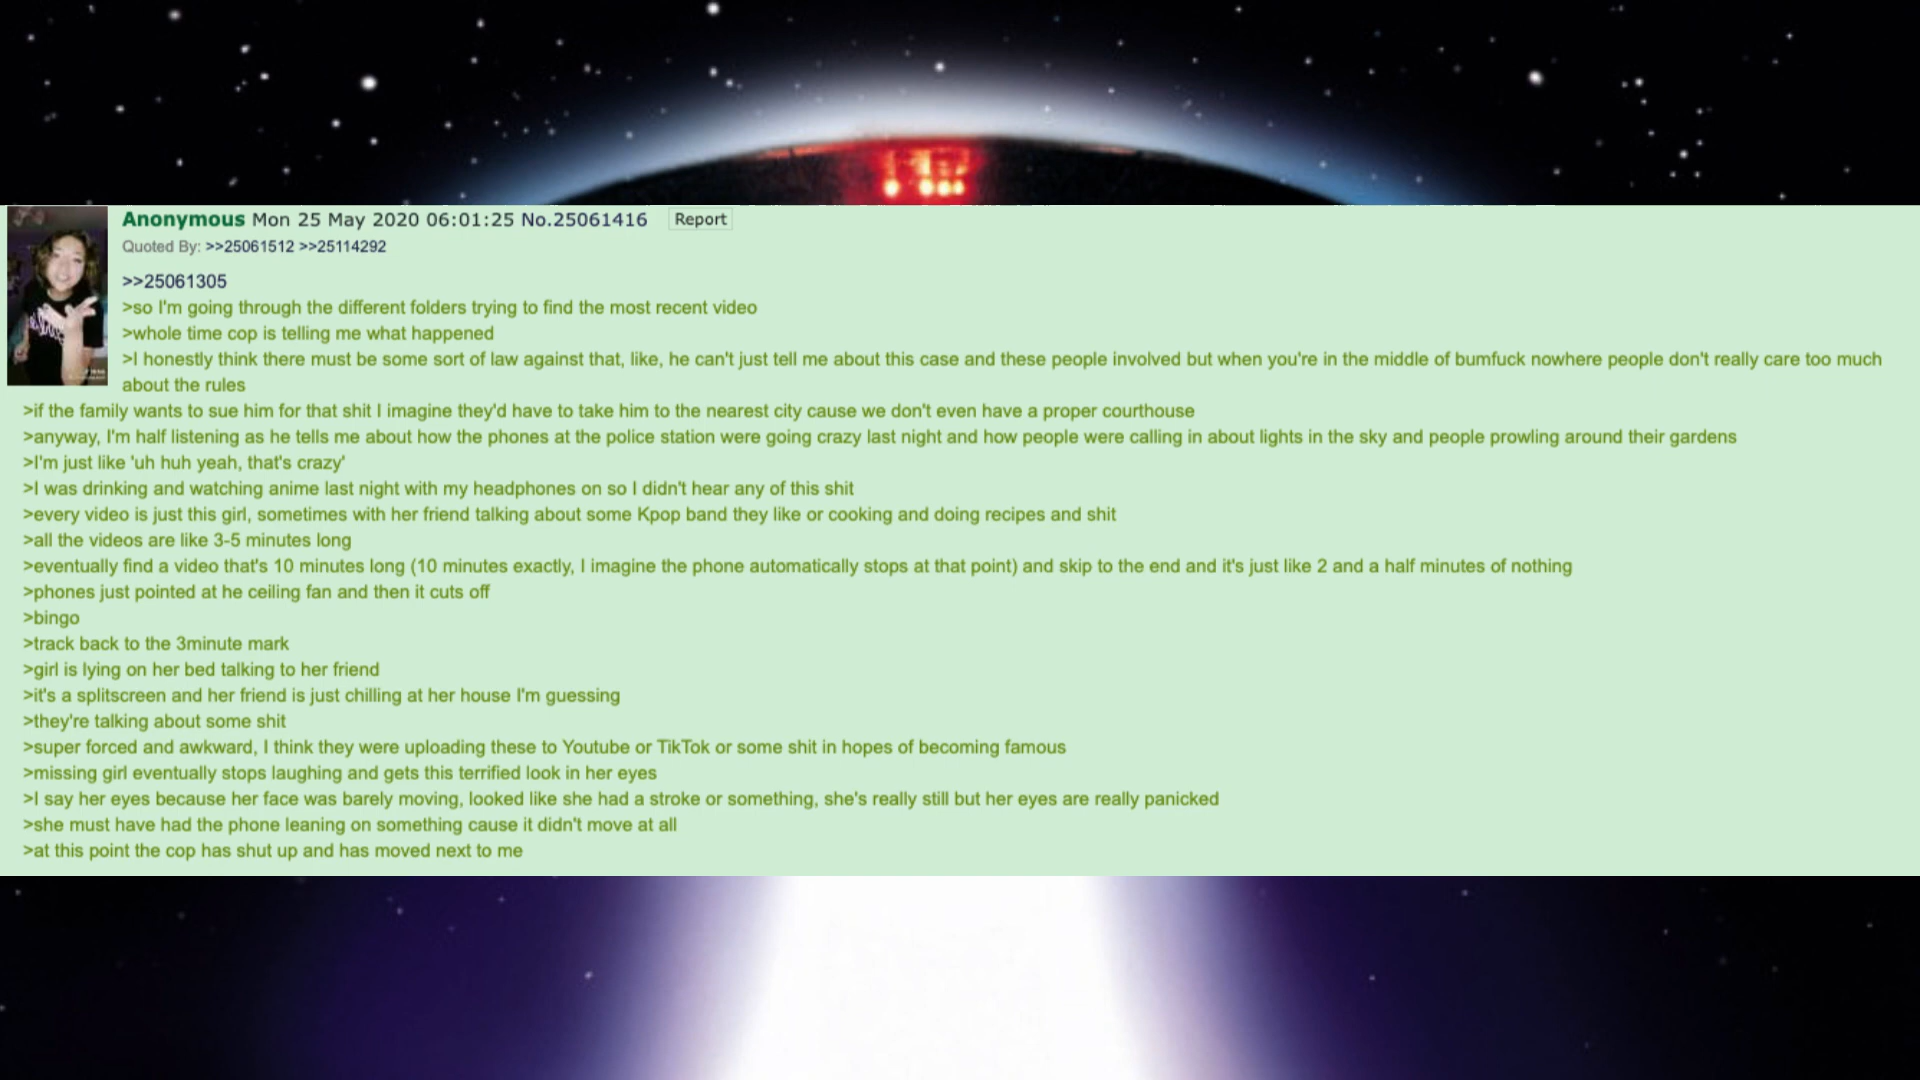 Anonymous Mon 25 May 2020 06:01:25 No.25061416 Report
Quoted By: >>25061512 >>25114292
>>25061305
>so I'm going through the different folders trying to find the most recent video
>whole time cop is telling me what happened
>I honestly think there must be some sort of law against that, like, he can't just tell me about this case and these people involved but when you're in the middle of bumfuck nowhere people don't really care too much
about the rules
>if the family wants to sue him for that shit I imagine they'd have to take him to the nearest city cause we don't even have a proper courthouse
>anyway, I'm half listening as he tells me about how the phones at the police station were going crazy last night and how people were calling in about lights in the sky and people prowling around their gardens
>I'm just like 'uh huh yeah, that's crazy'
>I was drinking and watching anime last night with my headphones on so I didn't hear any of this shit
>every video is just this girl, sometimes with her friend talking about some Kpop band they like or cooking and doing recipes and shit
>all the videos are like 3-5 minutes long
>eventually find a video that's 10 minutes long (10 minutes exactly, I imagine the phone automatically stops at that point) and skip to the end and it's just like 2 and a half minutes of nothing
>phones just pointed at he ceiling fan and then it cuts off
>bingo
>track back to the 3minute mark
>girl is lying on her bed talking to her friend
>it's a splitscreen and her friend is just chilling at her house I'm guessing
>they're talking about some shit
>super forced and awkward, I think they were uploading these to Youtube or TikTok or some shit in hopes of becoming famous
>missing girl eventually stops laughing and gets this terrified look in her eyes
>I say her eyes because her face was barely moving, looked like she had a stroke or something, she's really still but her eyes are really panicked
>she must have had the phone leaning on something cause it didn't move at all
>at this point the cop has shut up and has moved next to me